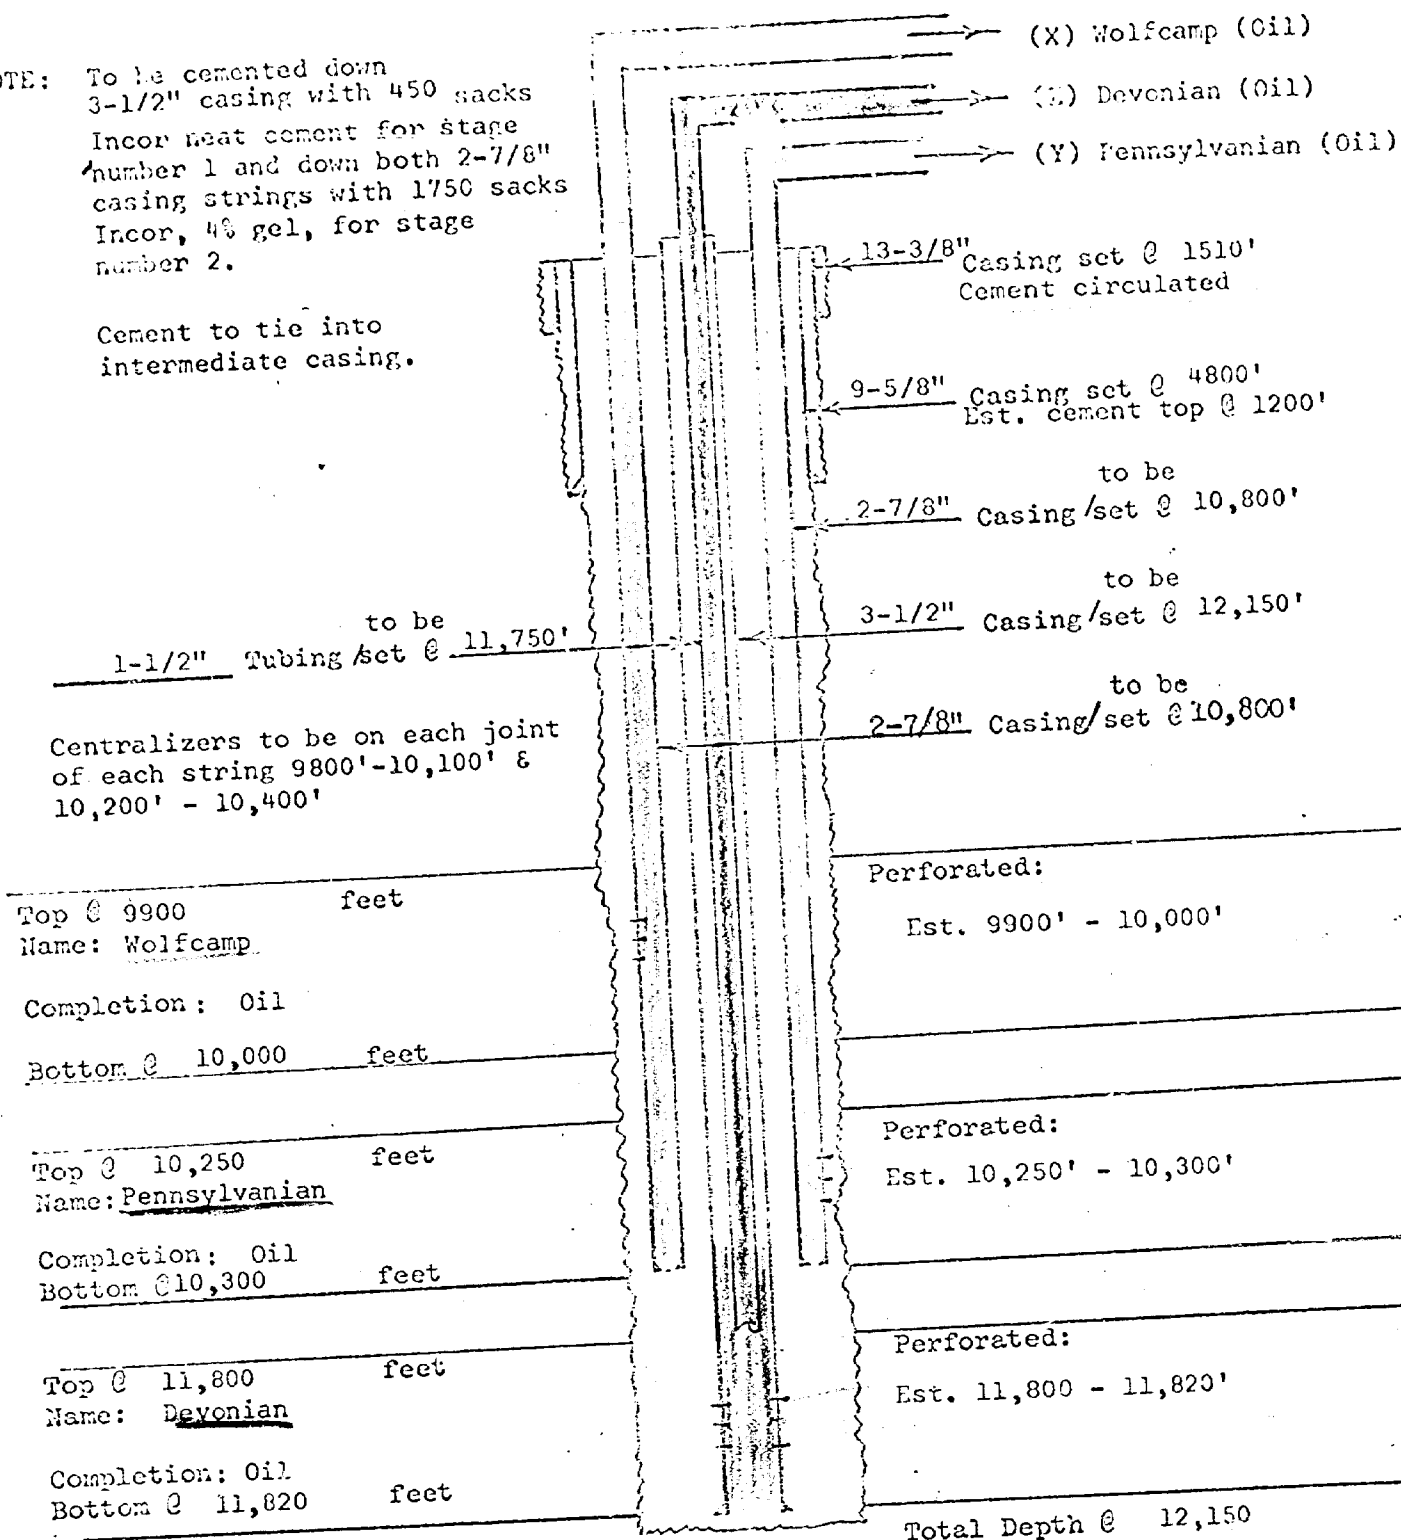 OTE: To be cemented down
3-1/2" casing with 450 sacks
Incor neat cement for stage
number 1 and down both 2-7/8"
casing strings with 1750 sacks
Incor, 4% gel, for stage
number 2.
Cement to tie into
intermediate casing.
(X) Wolfcamp (Oil)
Devonian (Oil)
(Y) Pennsylvanian (Oil)
13-3/8" Casing set @ 1510'
Cement circulated
9-5/8" Casing set @ 4800'
Est. cement top @ 1200'
to be
2-7/8" Casing/set @ 10,800'
to be
3-1/2" Casing/set @ 12,150'
to be
1-1/2" Tubing/set @ 11,750'
to be
2-7/8" Casing/set @ 10,800'
Centralizers to be on each joint
of each string 9800'-10,100' &
10,200' - 10,400'
Top @ 9900 feet
Name: Wolfcamp
Completion: Oil
Bottom @ 10,000 feet
Perforated:
Est. 9900' - 10,000'
Top @ 10,250 feet
Name: Pennsylvanian
Completion: Oil
Bottom @ 10,300 feet
Perforated:
Est. 10,250' - 10,300'
Top @ 11,800 feet
Name: Devonian
Completion: Oil
Bottom @ 11,820 feet
Perforated:
Est. 11,800 - 11,820'
Total Depth @ 12,150